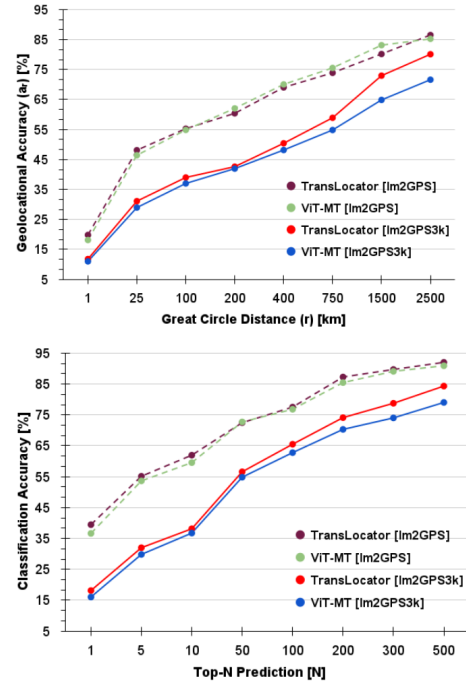 95
85
75
65
55
45
35
25
15
5
Geolocational Accuracy (aᵣ) [%]
TransLocator [Im2GPS]
ViT-MT [Im2GPS]
TransLocator [Im2GPS3k]
ViT-MT [Im2GPS3k]
1 25 100 200 400 750 1500 2500
Great Circle Distance (r) [km]
95
85
75
65
55
45
35
25
15
5
Classification Accuracy [%]
TransLocator [Im2GPS]
ViT-MT [Im2GPS]
TransLocator [Im2GPS3k]
ViT-MT [Im2GPS3k]
1 5 10 50 100 200 300 500
Top-N Prediction [N]